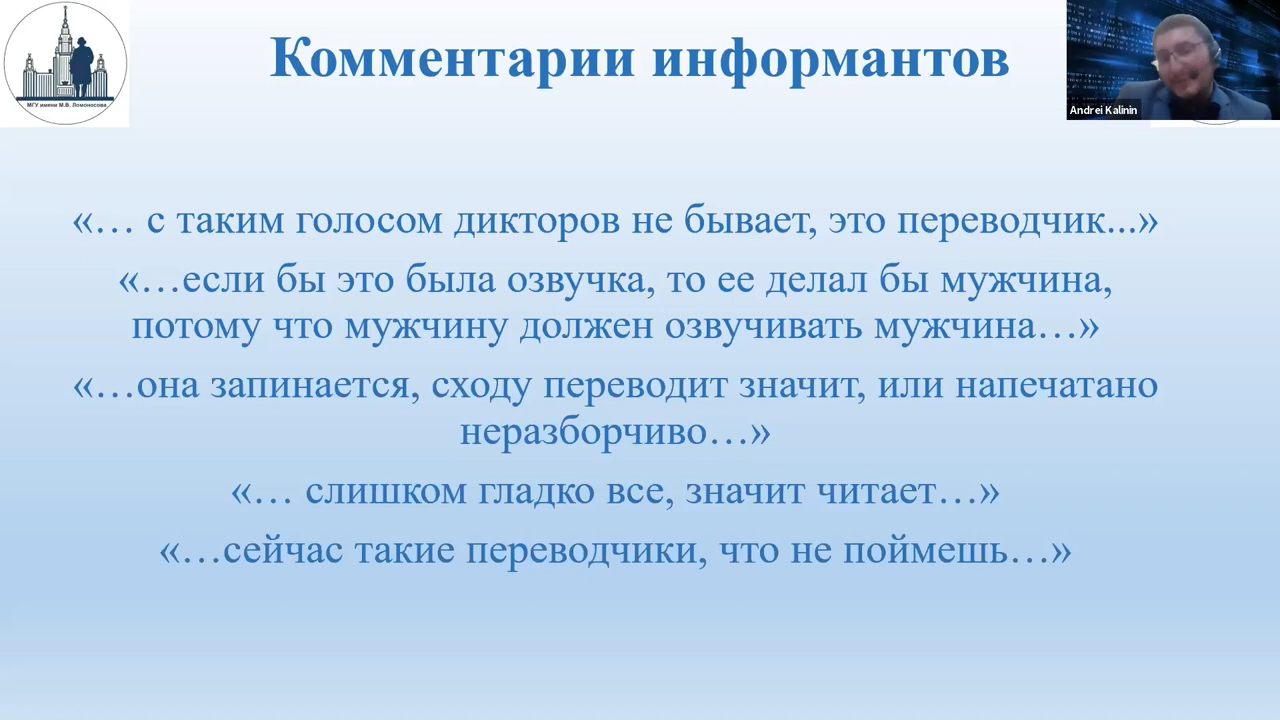 Комментарии информантов
Andrei Kalinin
МГУ имени М.В. Ломоносова
«… с таким голосом дикторов не бывает, это переводчик...»
«…если бы это была озвучка, то ее делал бы мужчина,
потому что мужчину должен озвучивать мужчина…»
«…она запинается, сходу переводит значит, или напечатано
неразборчиво…»
«… слишком гладко все, значит читает…»
«…сейчас такие переводчики, что не поймешь…»